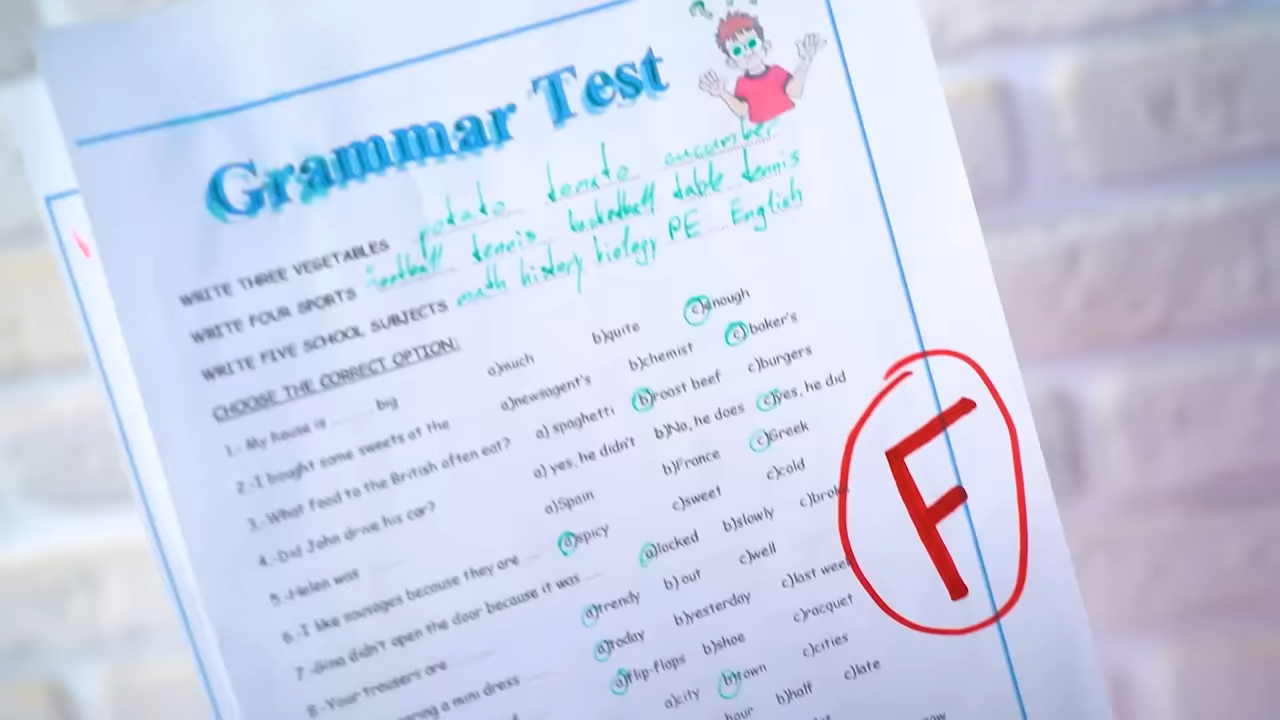 Grammar Test
WRITE THREE VEGETABLES potato tomato cucumber
WRITE FOUR SPORTS football tennis basketball table tennis
WRITE FIVE SCHOOL SUBJECTS math history biology PE English
CHOOSE THE CORRECT OPTION:
1.-My house is ........ big a)much b)quite c)enough
2.-I bought some sweets at the a)newsagent's b)chemist c)baker's
3.-What food to the British often eat? a) spaghetti b)roast beef c)burgers
4.-Did John drive his car? a) yes, he didn't b)No, he does c)yes, he did
5.-Helen was a)Spain b)France c)Greek
6.-I like sausages because they are ... a)spicy c)sweet c)cold
7.-Gina didn't open the door because it was ... a)locked b)slowly c)broke
8.-Your trousers are a)trendy b) out c)well
a mini dress a)today b)yesterday c)last week
a)flip-flops b)shoe c)racquet
a)city b)town c)cities
hour b)half c)late
F